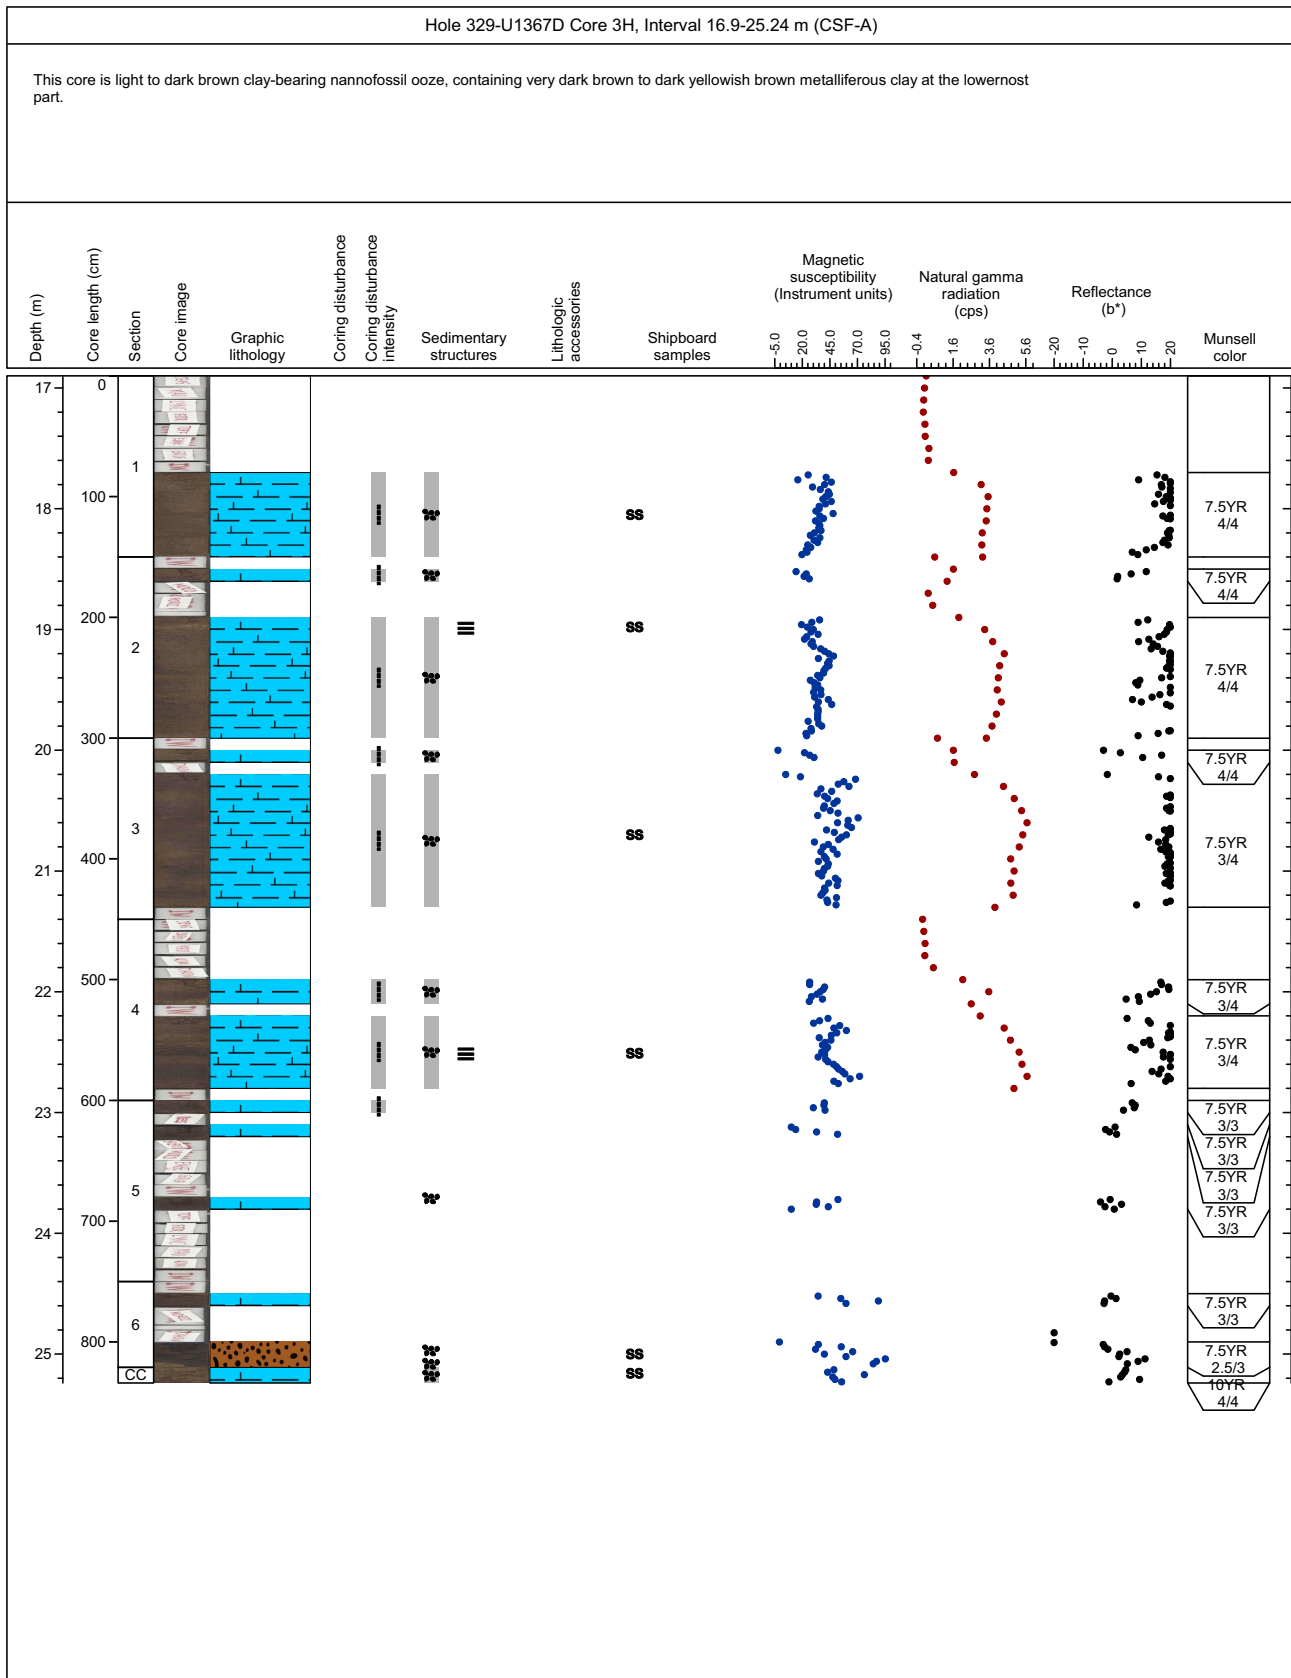 Hole 329-U1367D Core 3H, Interval 16.9-25.24 m (CSF-A)
This core is light to dark brown clay-bearing nannofossil ooze, containing very dark brown to dark yellowish brown metalliferous clay at the lowernost
part.
Depth (m)
Core length (cm)
Section
Core image
Graphic
lithology
Coring disturbance
Coring disturbance
intensity
Sedimentary
structures
Lithologic
accessories
Shipboard
samples
Magnetic
susceptibility
(Instrument units)
-5.0 20.0 45.0 70.0 95.0
Natural gamma
radiation
(cps)
-0.4 1.6 3.6 5.6
Reflectance
(b*)
-20 -10 0 20
Munsell
color
17
0
1
100
18
SS
7.5YR
4/4
7.5YR
4/4
200
19
2
SS
7.5YR
4/4
300
20
7.5YR
4/4
3
SS
400
7.5YR
3/4
21
500
22
4
7.5YR
3/4
SS
7.5YR
3/4
600
23
7.5YR
3/3
7.5YR
3/3
5
7.5YR
3/3
700
24
7.5YR
3/3
6
7.5YR
3/3
800
25
SS
7.5YR
2.5/3
CC
SS
10YR
4/4